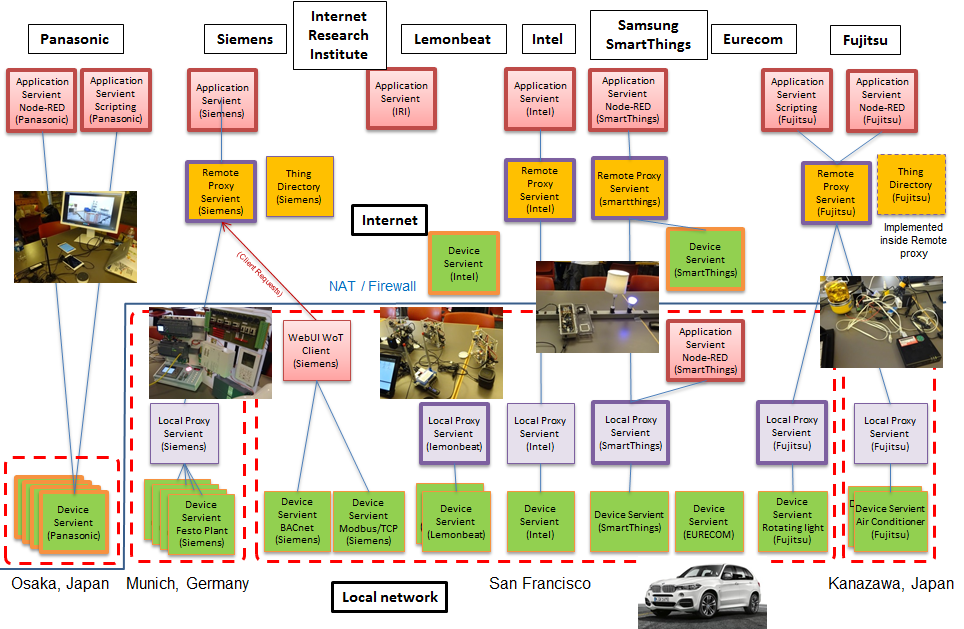 Panasonic
Siemens
Internet
Research
Institute
Lemonbeat
Intel
Samsung
SmartThings
Eurecom
Fujitsu
Application
Servient
Node-RED
(Panasonic)
Application
Servient
Scripting
(Panasonic)
Application
Servient
(Siemens)
Application
Servient
(IRI)
Application
Servient
(Intel)
Application
Servient
Node-RED
(SmartThings)
Application
Servient
Scripting
(Fujitsu)
Application
Servient
Node-RED
(Fujitsu)
Remote
Proxy
Servient
(Siemens)
Thing
Directory
(Siemens)
Remote
Proxy
Servient
(Intel)
Remote Proxy
Servient
(smartthings)
Remote
Proxy
Servient
(Fujitsu)
Thing
Directory
(Fujitsu)
Implemented
inside Remote
proxy
Internet
Device
Servient
(Intel)
Device
Servient
(SmartThings)
(Client Requests)
NAT / Firewall
WebUI WoT
Client
(Siemens)
Application
Servient
Node-RED
(SmartThings)
Local Proxy
Servient
(Siemens)
Local Proxy
Servient
(lemonbeat)
Local Proxy
Servient
(Intel)
Local Proxy
Servient
(SmartThings)
Local Proxy
Servient
(Fujitsu)
Local Proxy
Servient
(Fujitsu)
Device
Servient
(Panasonic)
Device
Servient
Festo Plant
(Siemens)
Device
Servient
BACnet
(Siemens)
Device
Servient
Modbus/TCP
(Siemens)
Device
Servient
(Lemonbeat)
Device
Servient
(Intel)
Device Servient
(SmartThings)
Device
Servient
(EURECOM)
Device
Servient
Rotating light
(Fujitsu)
Device Servient
Air Conditioner
(Fujitsu)
Osaka, Japan
Munich, Germany
San Francisco
Kanazawa, Japan
Local network